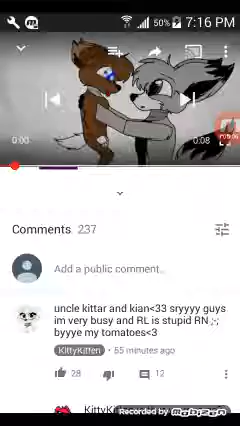 50% 7:16 PM
0:00 0:08
Comments 237
Add a public comment...
uncle kittar and kian<33 sryyyy guys
im very busy and RL is stupid RN ;-;
byyye my tomatoes<3
KittyKitten • 55 minutes ago
28 12
KittyK
Recorded by Mobizen